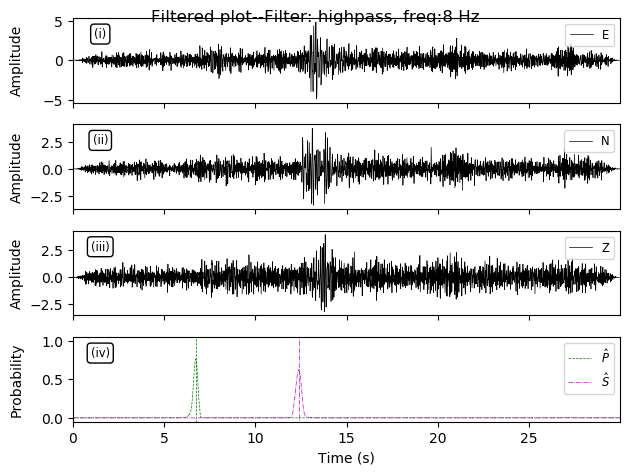 Filtered plot--Filter: highpass, freq:8 Hz
Amplitude
5
0
−5
(i)
E
Amplitude
2.5
0.0
−2.5
(ii)
N
Amplitude
2.5
0.0
−2.5
(iii)
Z
Probability
1.0
0.5
0.0
(iv)
P̂
Ŝ
0 5 10 15 20 25
Time (s)